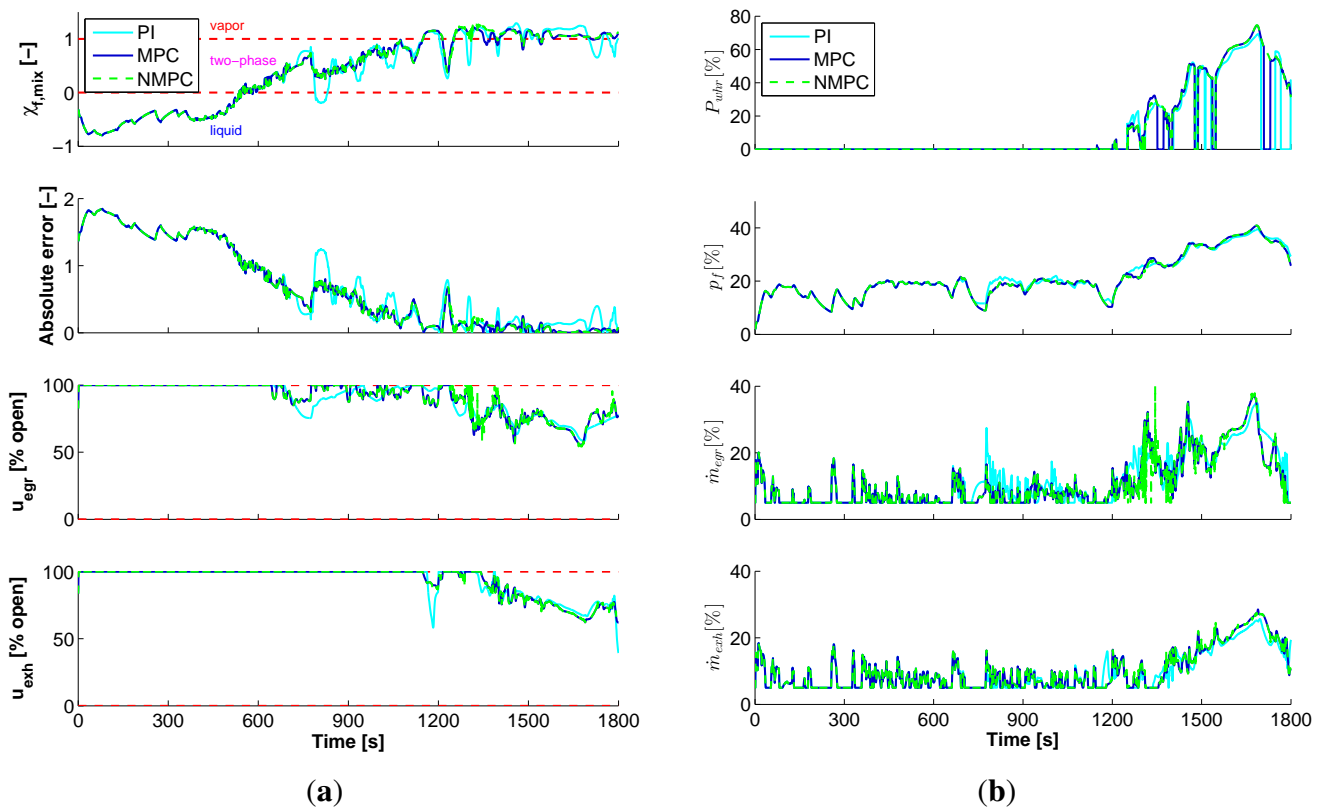 χf,mix [−]
1
0
−1
PI
MPC
NMPC
vapor
two−phase
liquid
Absolute error [−]
2
1
0
uegr [% open]
100
50
0
uexh [% open]
100
50
0
0 300 600 900 1200 1500 1800
Time [s]
(a)
Pwhr[%]
80
60
40
20
0
PI
MPC
NMPC
pf[%]
40
20
0
ṁegr[%]
40
20
0
ṁexh[%]
40
20
0
0 300 600 900 1200 1500 1800
Time [s]
(b)